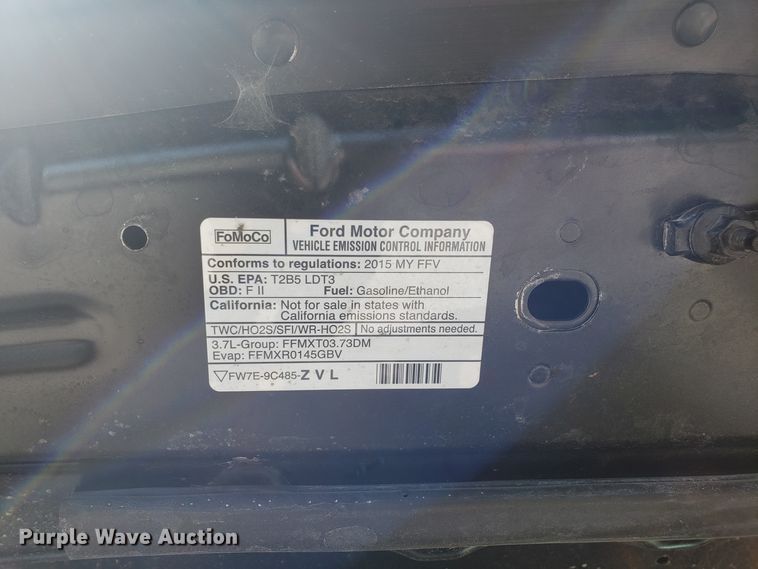 FoMoCo
Ford Motor Company
VEHICLE EMISSION CONTROL INFORMATION
Conforms to regulations: 2015 MY FFV
U.S. EPA: T2B5 LDT3
OBD: F II Fuel: Gasoline/Ethanol
California: Not for sale in states with
California emissions standards.
TWC/HO2S/SFI/WR-HO2S No adjustments needed.
3.7L-Group: FFMXT03.73DM
Evap: FFMXR0145GBV
FW7E-9C485-Z V L
Purple Wave Auction